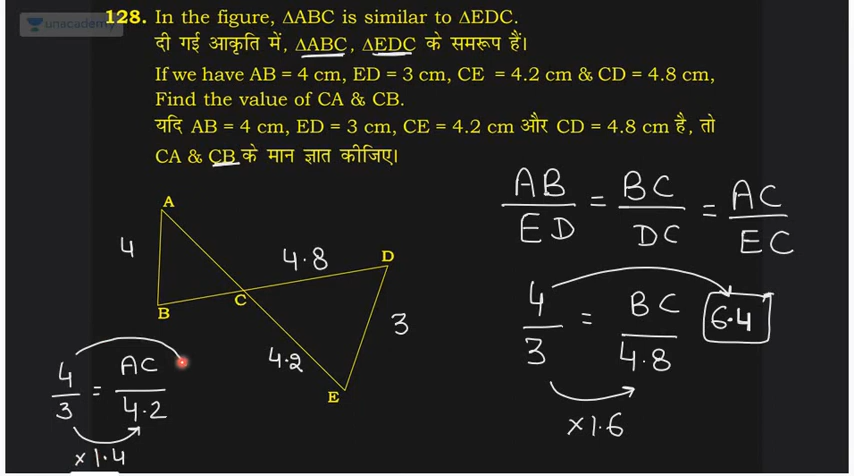 unacademy
128. In the figure, ΔABC is similar to ΔEDC.
दी गई आकृति में, ΔABC, ΔEDC के समरूप हैं।
If we have AB = 4 cm, ED = 3 cm, CE = 4.2 cm & CD = 4.8 cm,
Find the value of CA & CB.
यदि AB = 4 cm, ED = 3 cm, CE = 4.2 cm और CD = 4.8 cm है, तो
CA & CB के मान ज्ञात कीजिए।
AB/ED = BC/DC = AC/EC
A
4
4.8
D
B
C
3
4.2
E
4/3 = BC/4.8 6.4
×1.6
4/3 = AC/4.2
×1.4